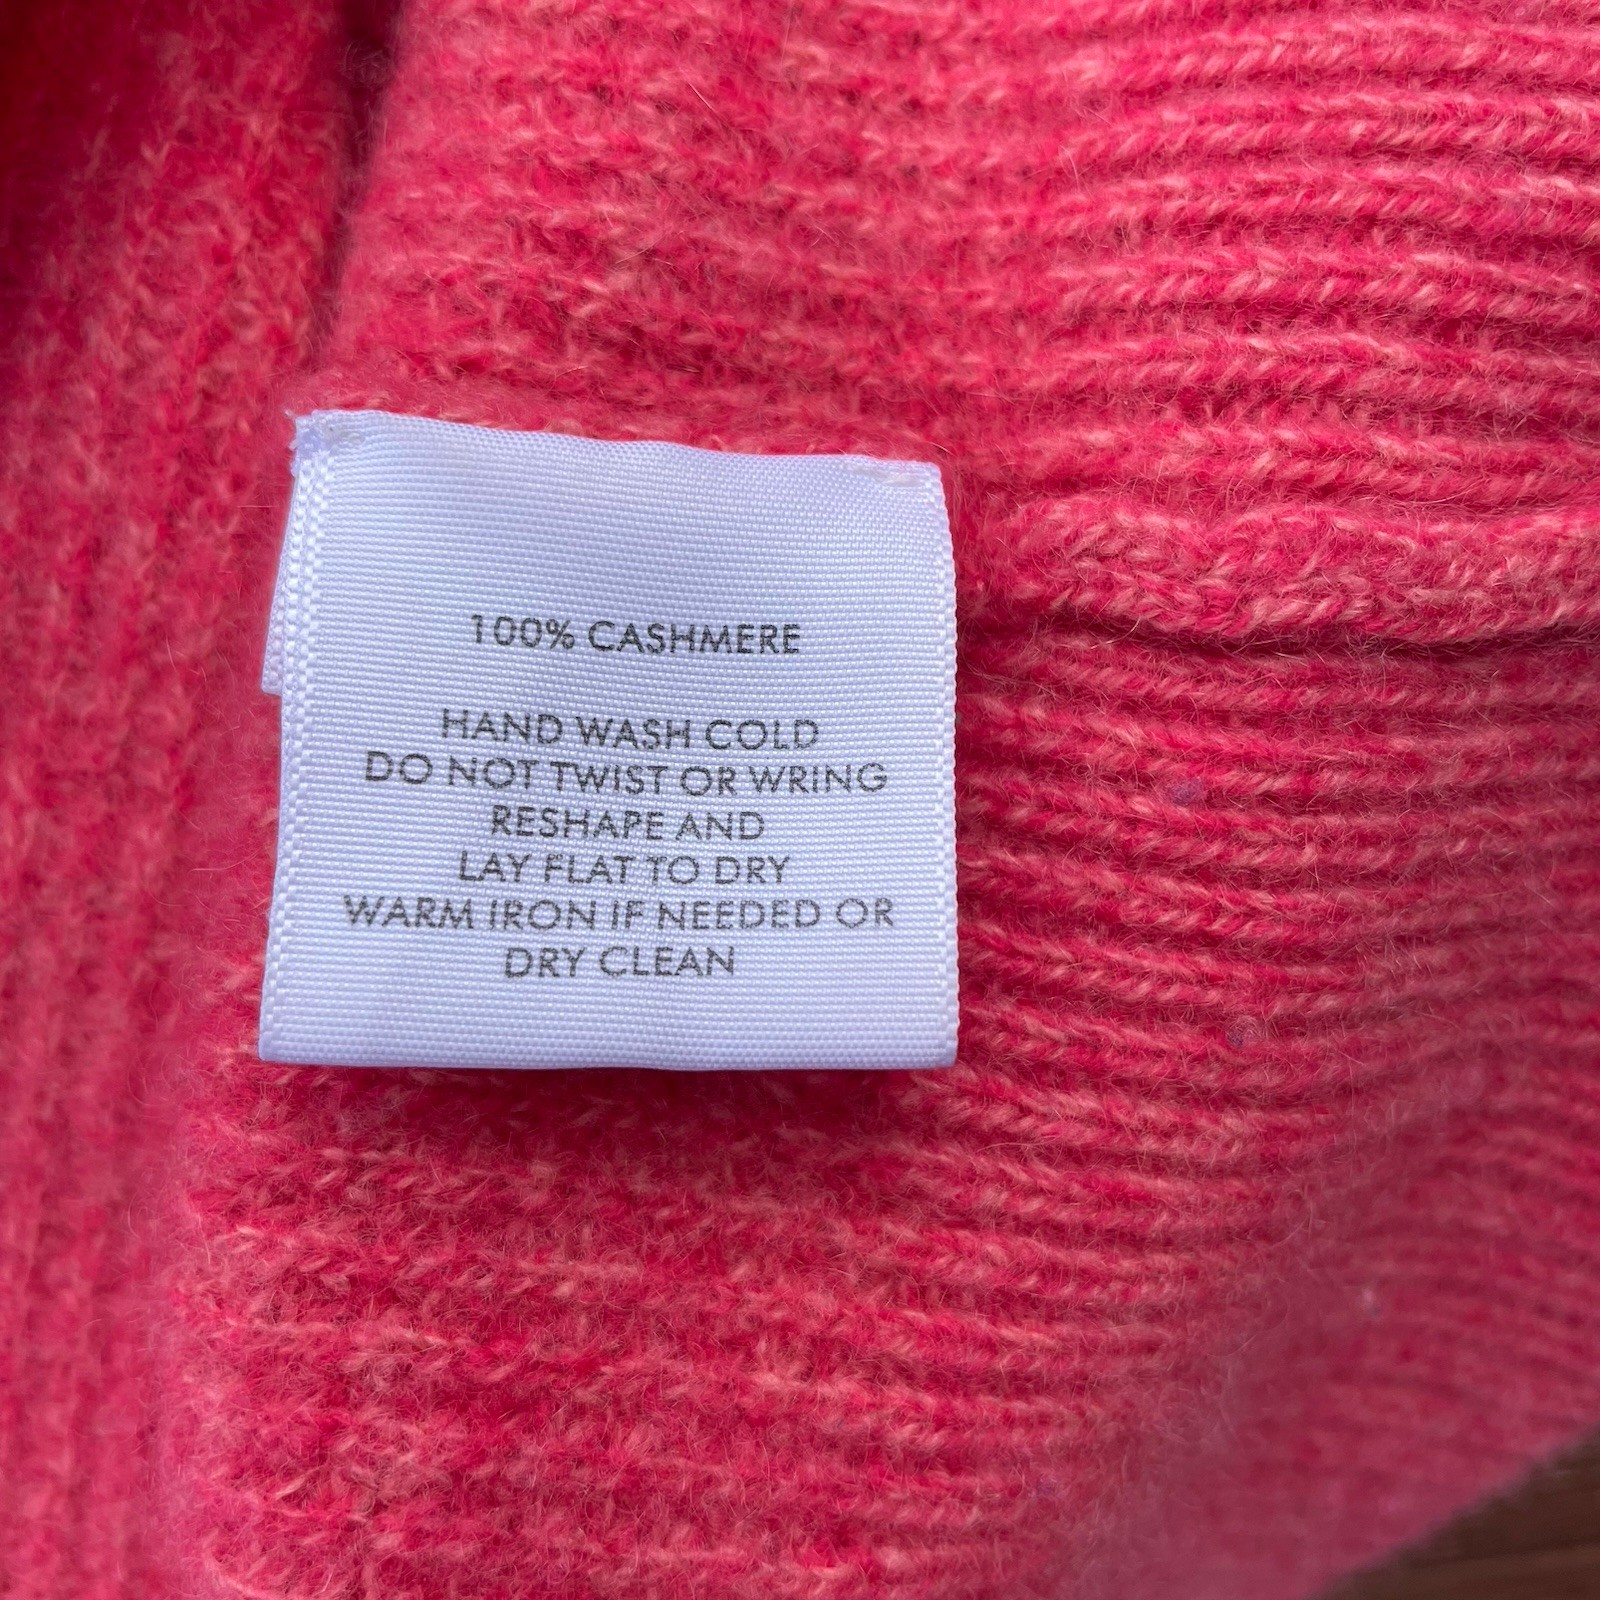 100% CASHMERE
HAND WASH COLD
DO NOT TWIST OR WRING
RESHAPE AND
LAY FLAT TO DRY
WARM IRON IF NEEDED OR
DRY CLEAN